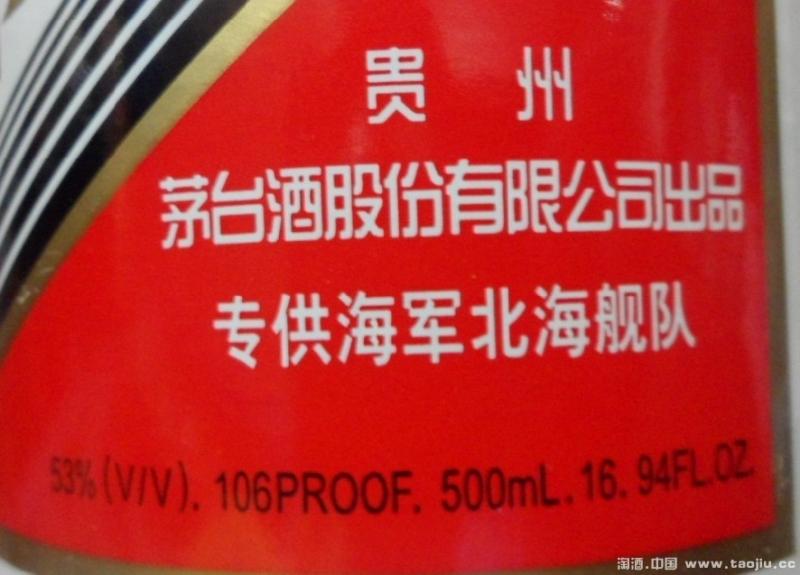 贵州
茅台酒股份有限公司出品
专供海军北海舰队
53%(V/V). 106PROOF. 500mL. 16. 94FL.OZ.
淘酒.中国 www.taojiu.cc